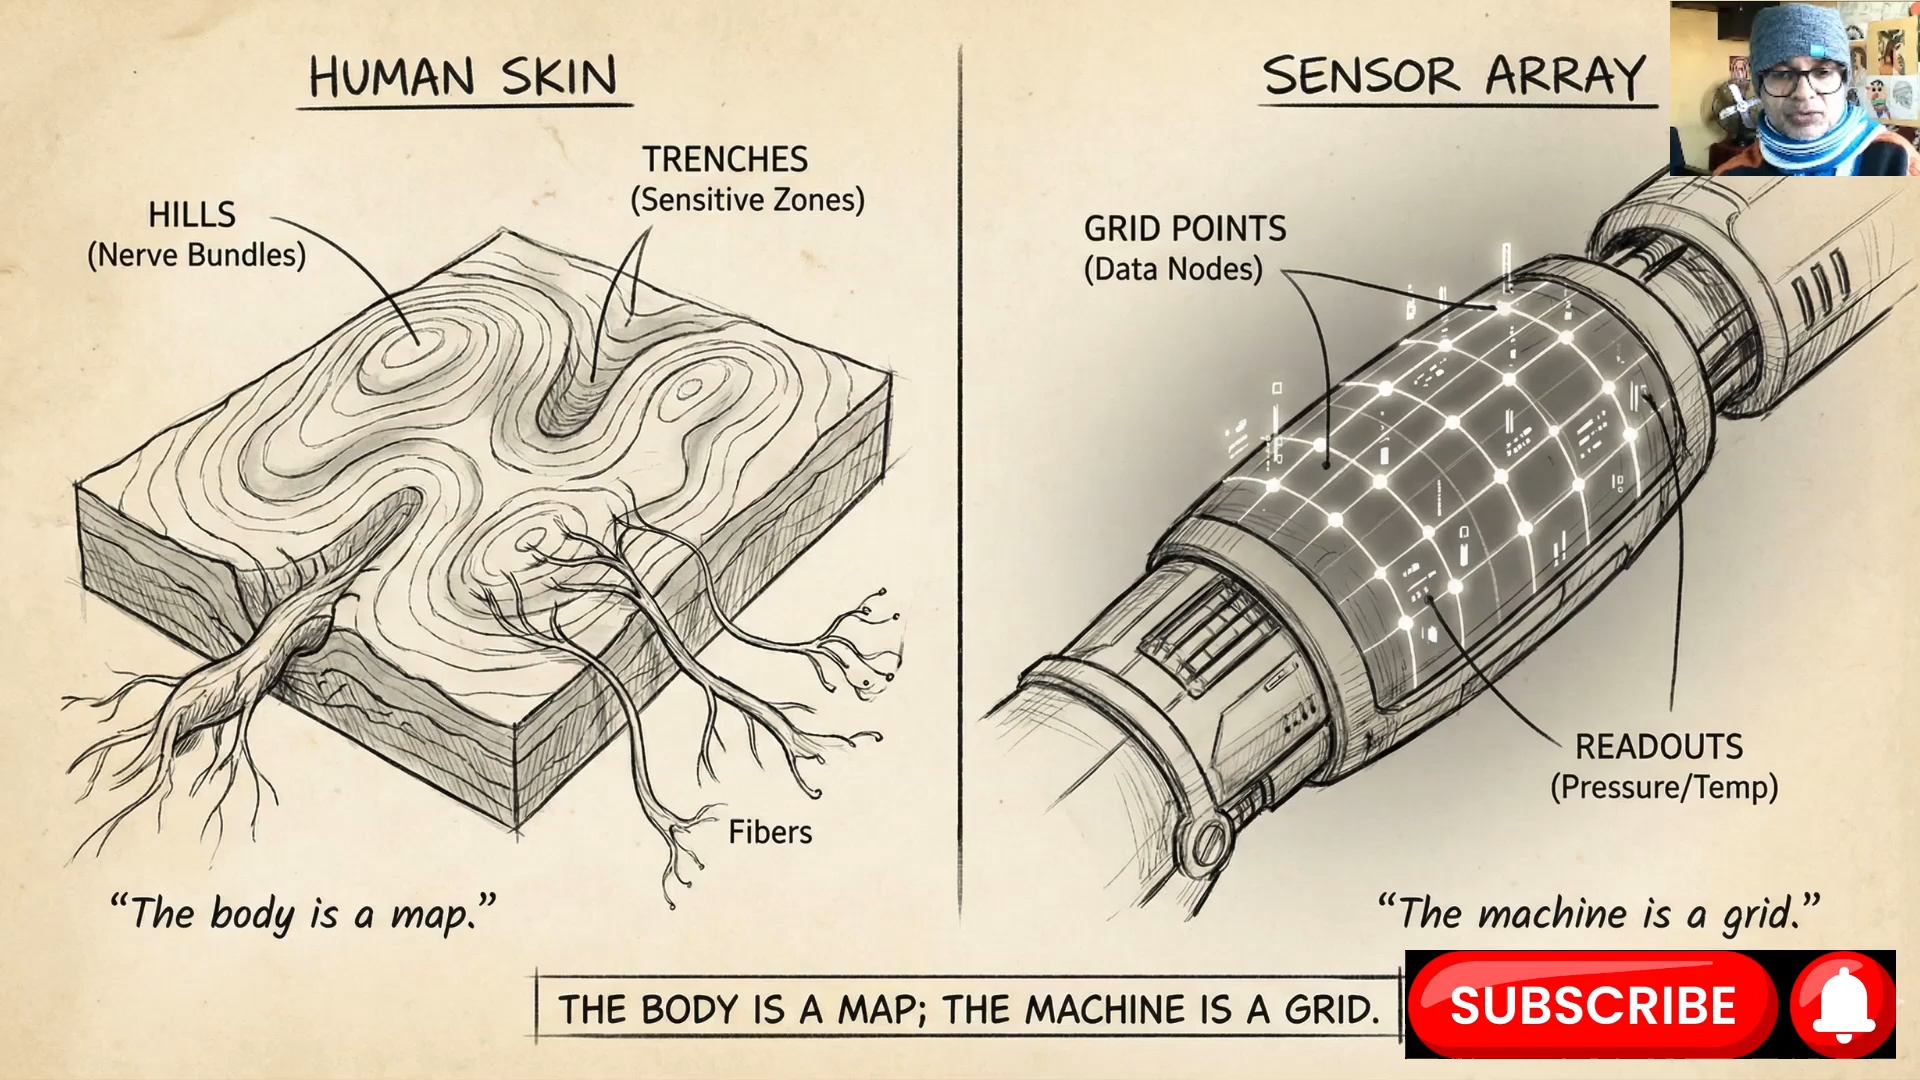 HUMAN SKIN
TRENCHES
(Sensitive Zones)
HILLS
(Nerve Bundles)
Fibers
“The body is a map.”
SENSOR ARRAY
GRID POINTS
(Data Nodes)
READOUTS
(Pressure/Temp)
“The machine is a grid.”
THE BODY IS A MAP; THE MACHINE IS A GRID.
SUBSCRIBE